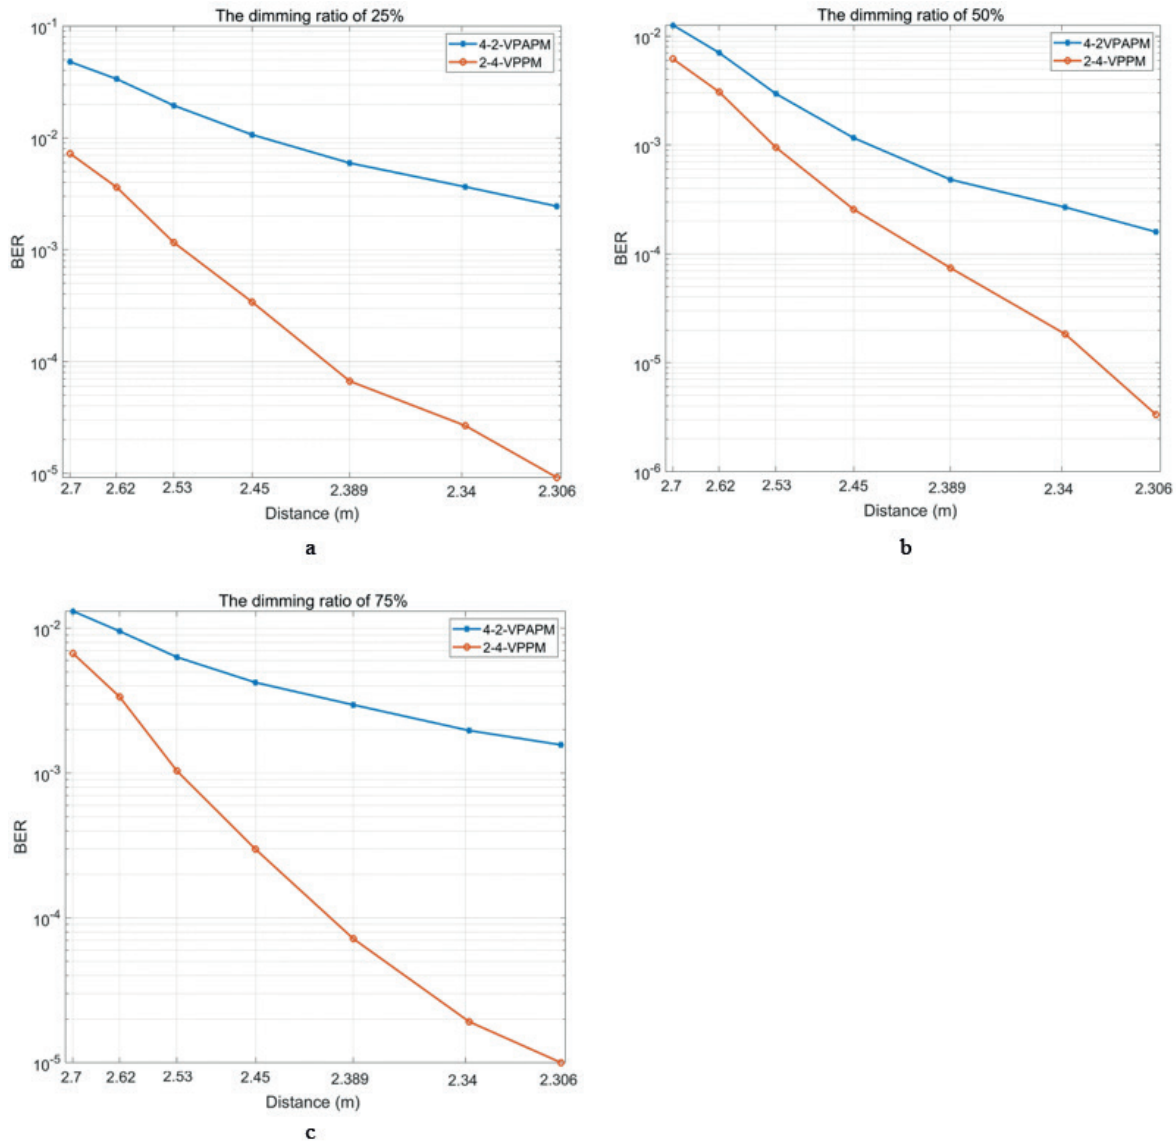 The dimming ratio of 25%
10^-1
10^-2
10^-3
10^-4
10^-5
BER
4-2-VPAPM
2-4-VPPM
2.7 2.62 2.53 2.45 2.389 2.34 2.306
Distance (m)
a
The dimming ratio of 50%
10^-2
10^-3
10^-4
10^-5
10^-6
BER
4-2VPAPM
2-4-VPPM
2.7 2.62 2.53 2.45 2.389 2.34 2.306
Distance (m)
b
The dimming ratio of 75%
10^-2
10^-3
10^-4
10^-5
BER
4-2-VPAPM
2-4-VPPM
2.7 2.62 2.53 2.45 2.389 2.34 2.306
Distance (m)
c